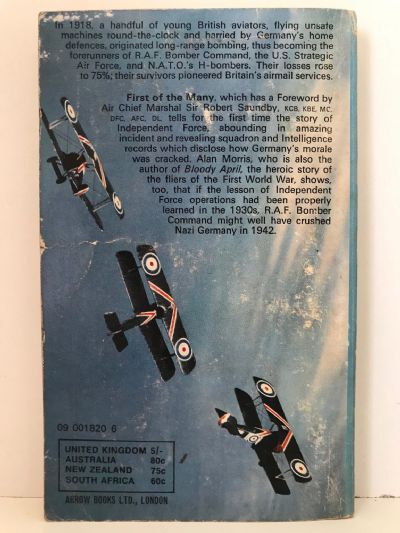 In 1918, a handful of young British aviators, flying unsafe
machines round-the-clock and harried by Germany's home
defences, originated long-range bombing, thus becoming the
forerunners of R.A.F. Bomber Command, the U.S. Strategic
Air Force, and N.A.T.O.'s H-bombers. Their losses rose
to 75%; their survivors pioneered Britain's airmail services.
First of the Many, which has a Foreword by
Air Chief Marshal Sir Robert Saundby, KCB, KBE, MC,
DFC, AFC, DL, tells for the first time the story of
Independent Force, abounding in amazing
incident and revealing squadron and Intelligence
records which disclose how Germany's morale
was cracked. Alan Morris, who is also the
author of Bloody April, the heroic story of
the fliers of the First World War, shows,
too, that if the lesson of Independent
Force operations had been properly
learned in the 1930s, R.A.F. Bomber
Command might well have crushed
Nazi Germany in 1942.
09 001820 6
UNITED KINGDOM 5/-
AUSTRALIA 80c
NEW ZEALAND 75c
SOUTH AFRICA 60c
ARROW BOOKS LTD., LONDON